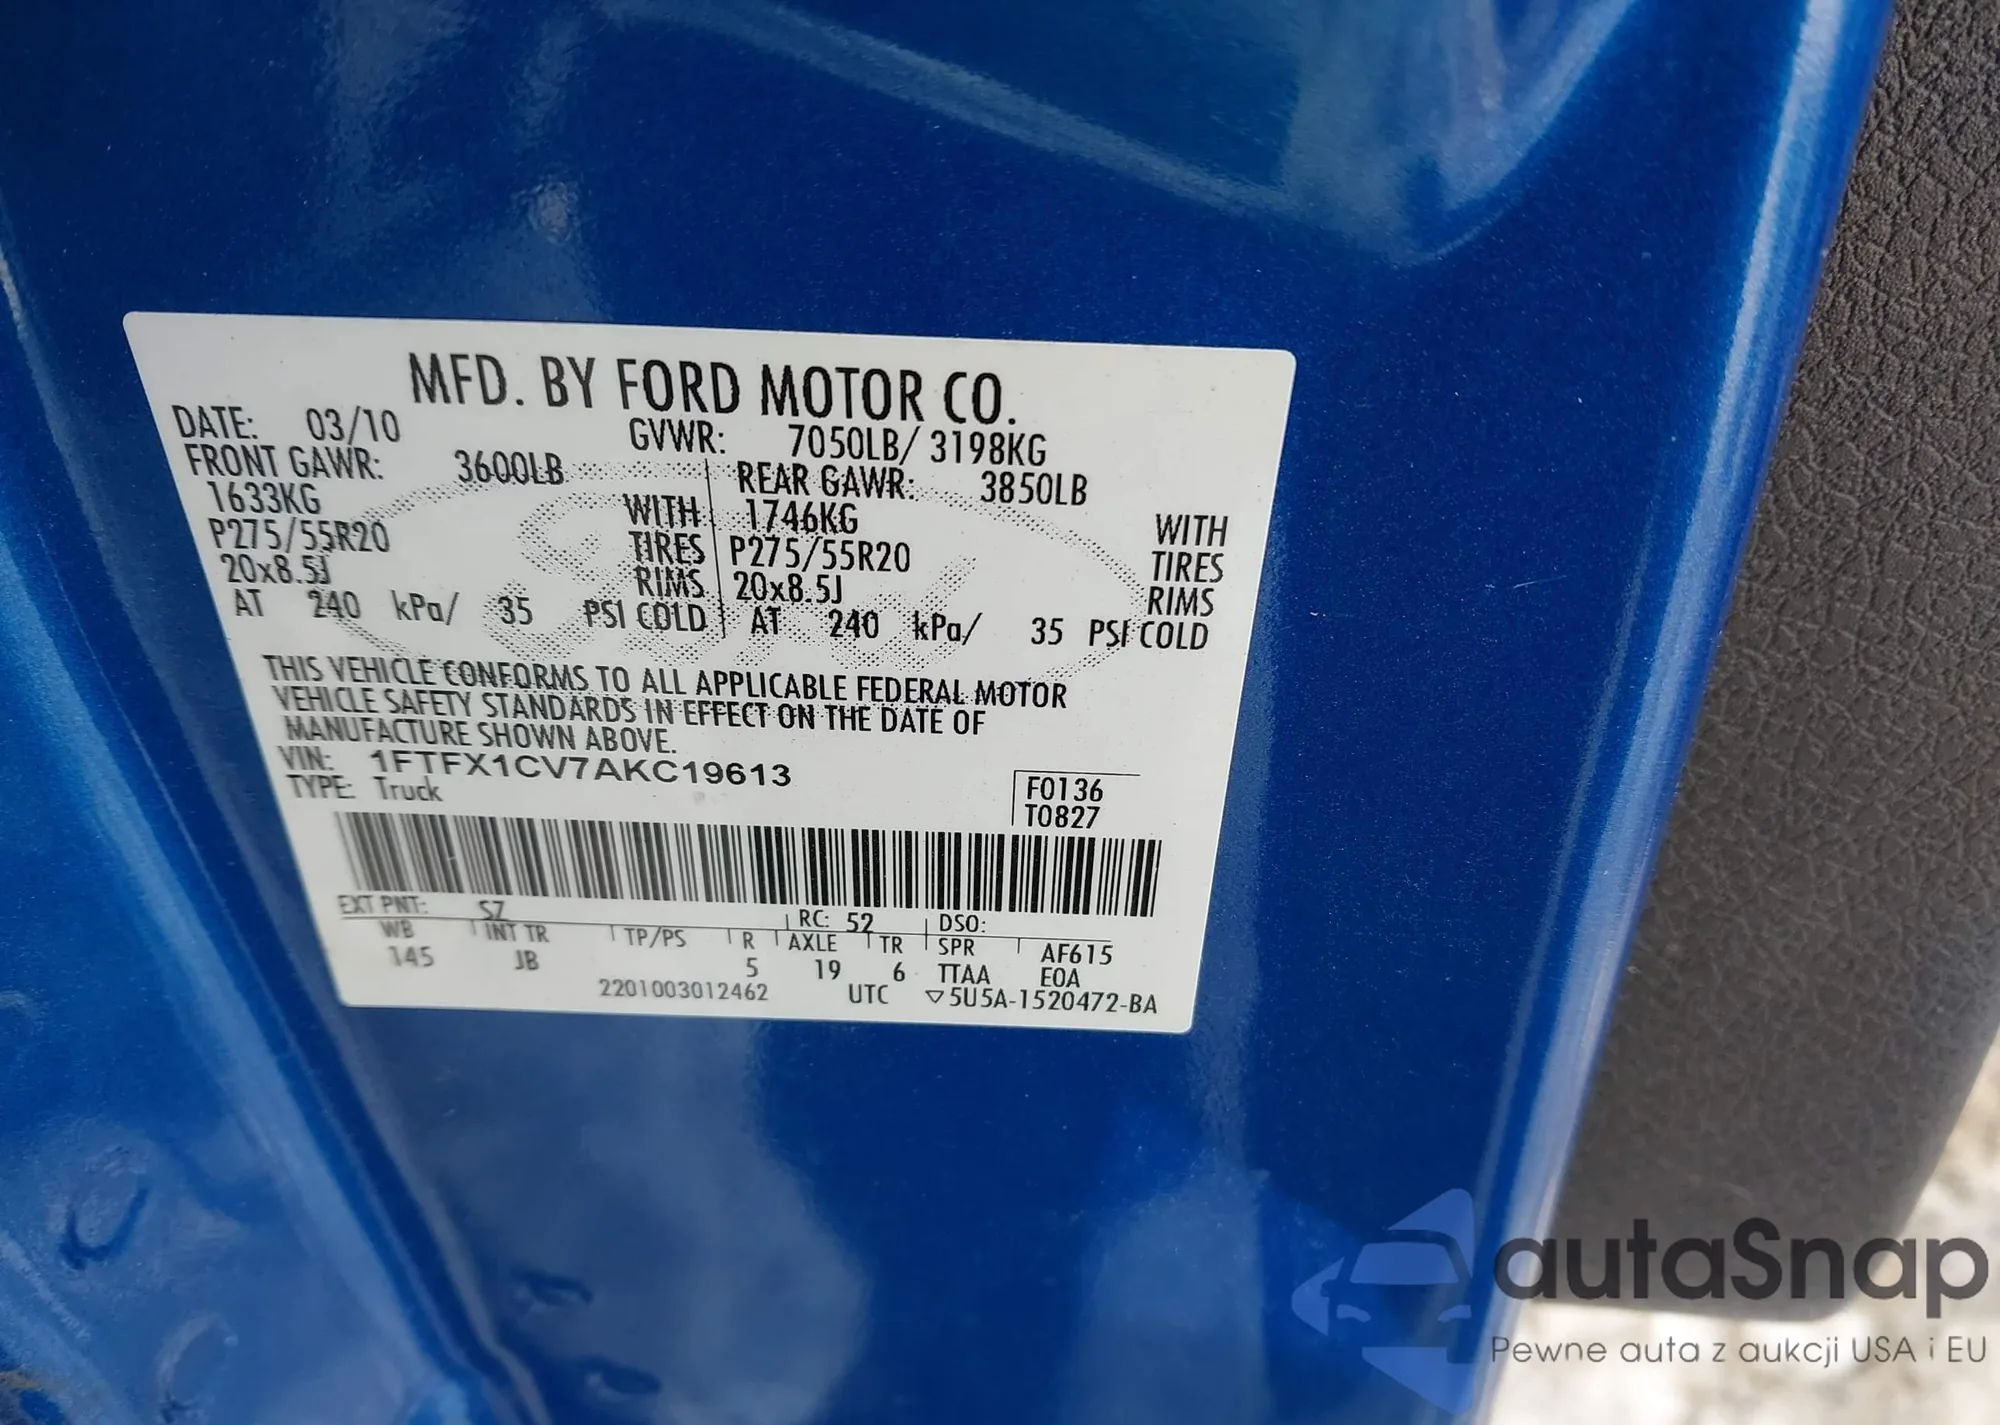 MFD. BY FORD MOTOR CO.
DATE: 03/10 GVWR: 7050LB/ 3198KG
FRONT GAWR: 3600LB REAR GAWR: 3850LB
1633KG WITH 1746KG WITH
P275/55R20 TIRES P275/55R20 TIRES
20x8.5J RIMS 20x8.5J RIMS
AT 240 kPa/ 35 PSI COLD AT 240 kPa/ 35 PSI COLD
THIS VEHICLE CONFORMS TO ALL APPLICABLE FEDERAL MOTOR
VEHICLE SAFETY STANDARDS IN EFFECT ON THE DATE OF
MANUFACTURE SHOWN ABOVE.
VIN: 1FTFX1CV7AKC19613
TYPE: Truck
F0136
T0827
EXT PNT: SZ RC: 52 DSO:
WB INT TR TP/PS R AXLE TR SPR AF615
145 JB 5 19 6 TTAA E0A
2201003012462 UTC ▽5U5A-1520472-BA
Ford
autaSnap
Pewne auta z aukcji USA i EU